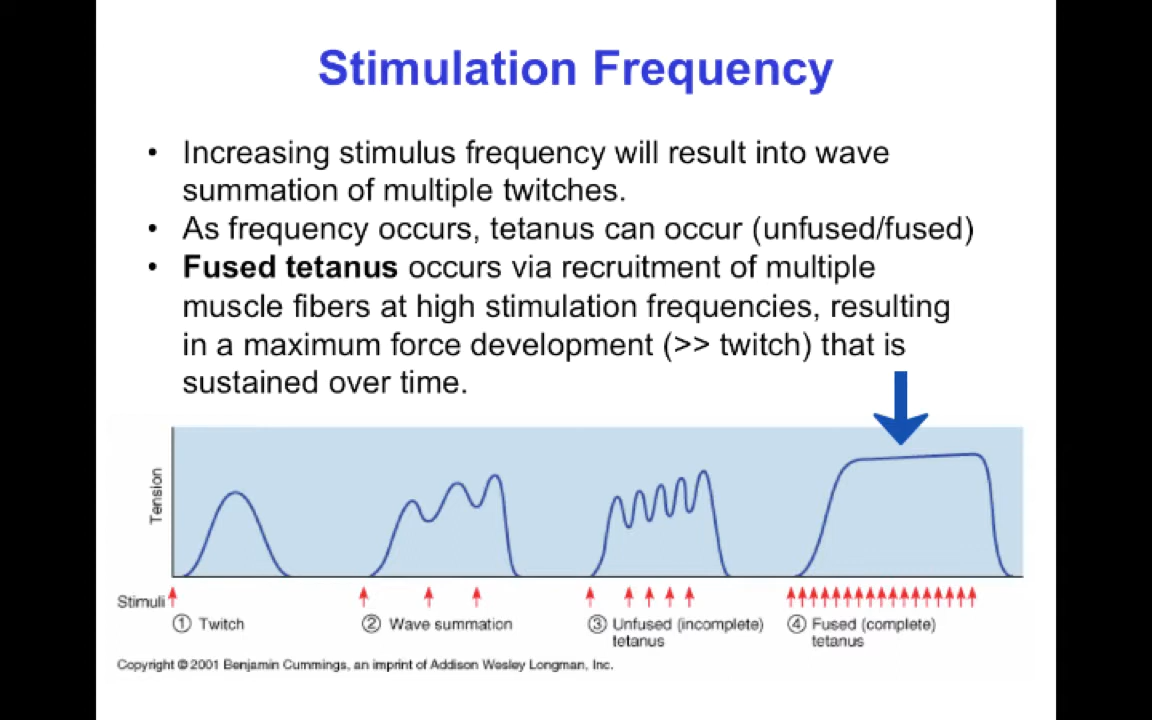 Stimulation Frequency
• Increasing stimulus frequency will result into wave
summation of multiple twitches.
• As frequency occurs, tetanus can occur (unfused/fused)
• Fused tetanus occurs via recruitment of multiple
muscle fibers at high stimulation frequencies, resulting
in a maximum force development (>> twitch) that is
sustained over time.
Tension
Stimuli
① Twitch
② Wave summation
③ Unfused (incomplete)
tetanus
④ Fused (complete)
tetanus
Copyright © 2001 Benjamin Cummings, an imprint of Addison Wesley Longman, Inc.